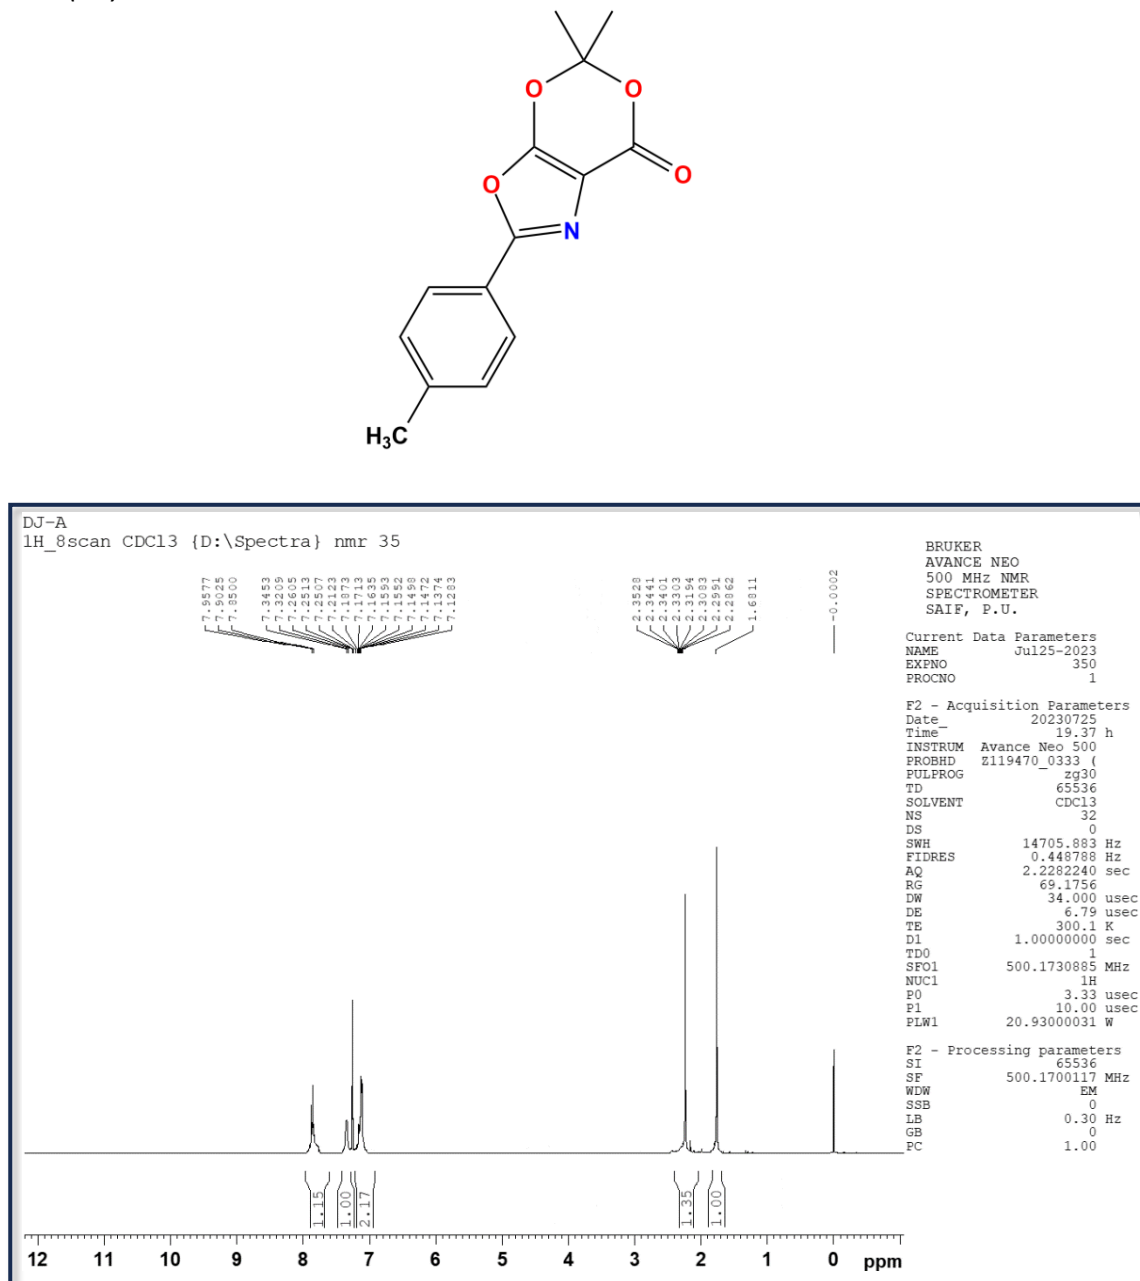 O
O
O
O
N
H₃C
DJ-A
1H_8scan CDCl3 {D:\Spectra} nmr 35
7.9577
7.9025
7.8500
7.3453
7.3209
7.2605
7.2513
7.2507
7.2123
7.1873
7.1713
7.1635
7.1593
7.1552
7.1498
7.1472
7.1374
7.1283
2.3528
2.3441
2.3401
2.3303
2.3194
2.3083
2.2991
2.2862
1.6811
-0.0002
BRUKER
AVANCE NEO
500 MHz NMR
SPECTROMETER
SAIF, P.U.
Current Data Parameters
NAME Jul25-2023
EXPNO 350
PROCNO 1
F2 - Acquisition Parameters
Date_ 20230725
Time 19.37 h
INSTRUM Avance Neo 500
PROBHD Z119470_0333 (
PULPROG zg30
TD 65536
SOLVENT CDCl3
NS 32
DS 0
SWH 14705.883 Hz
FIDRES 0.448788 Hz
AQ 2.2282240 sec
RG 69.1756
DW 34.000 usec
DE 6.79 usec
TE 300.1 K
D1 1.00000000 sec
TD0 1
SFO1 500.1730885 MHz
NUC1 1H
P0 3.33 usec
P1 10.00 usec
PLW1 20.93000031 W
F2 - Processing parameters
SI 65536
SF 500.1700117 MHz
WDW EM
SSB 0
LB 0.30 Hz
GB 0
PC 1.00
1.15
1.00
2.17
1.35
1.00
12 11 10 9 8 7 6 5 4 3 2 1 0 ppm